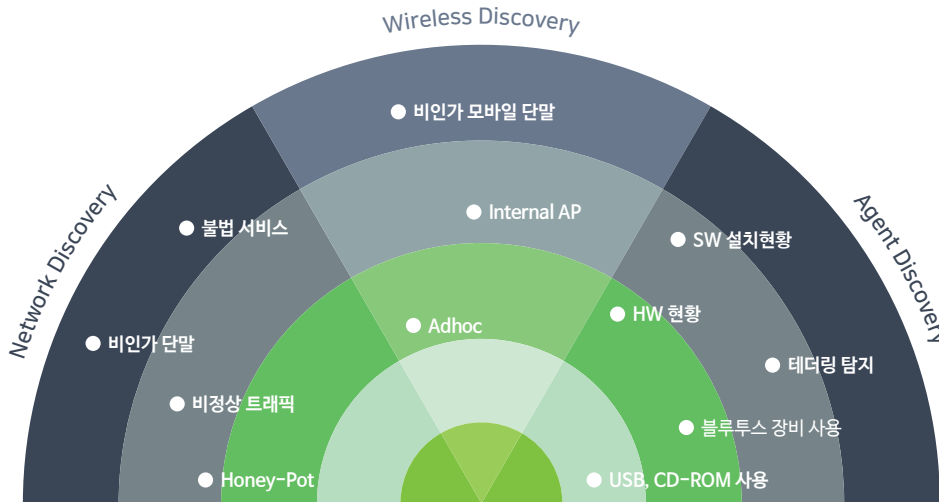 Wireless Discovery
비인가 모바일 단말
Internal AP
Adhoc
Network Discovery
불법 서비스
비인가 단말
비정상 트래픽
Honey-Pot
Agent Discovery
SW 설치현황
HW 현황
테더링 탐지
블루투스 장비 사용
USB, CD-ROM 사용